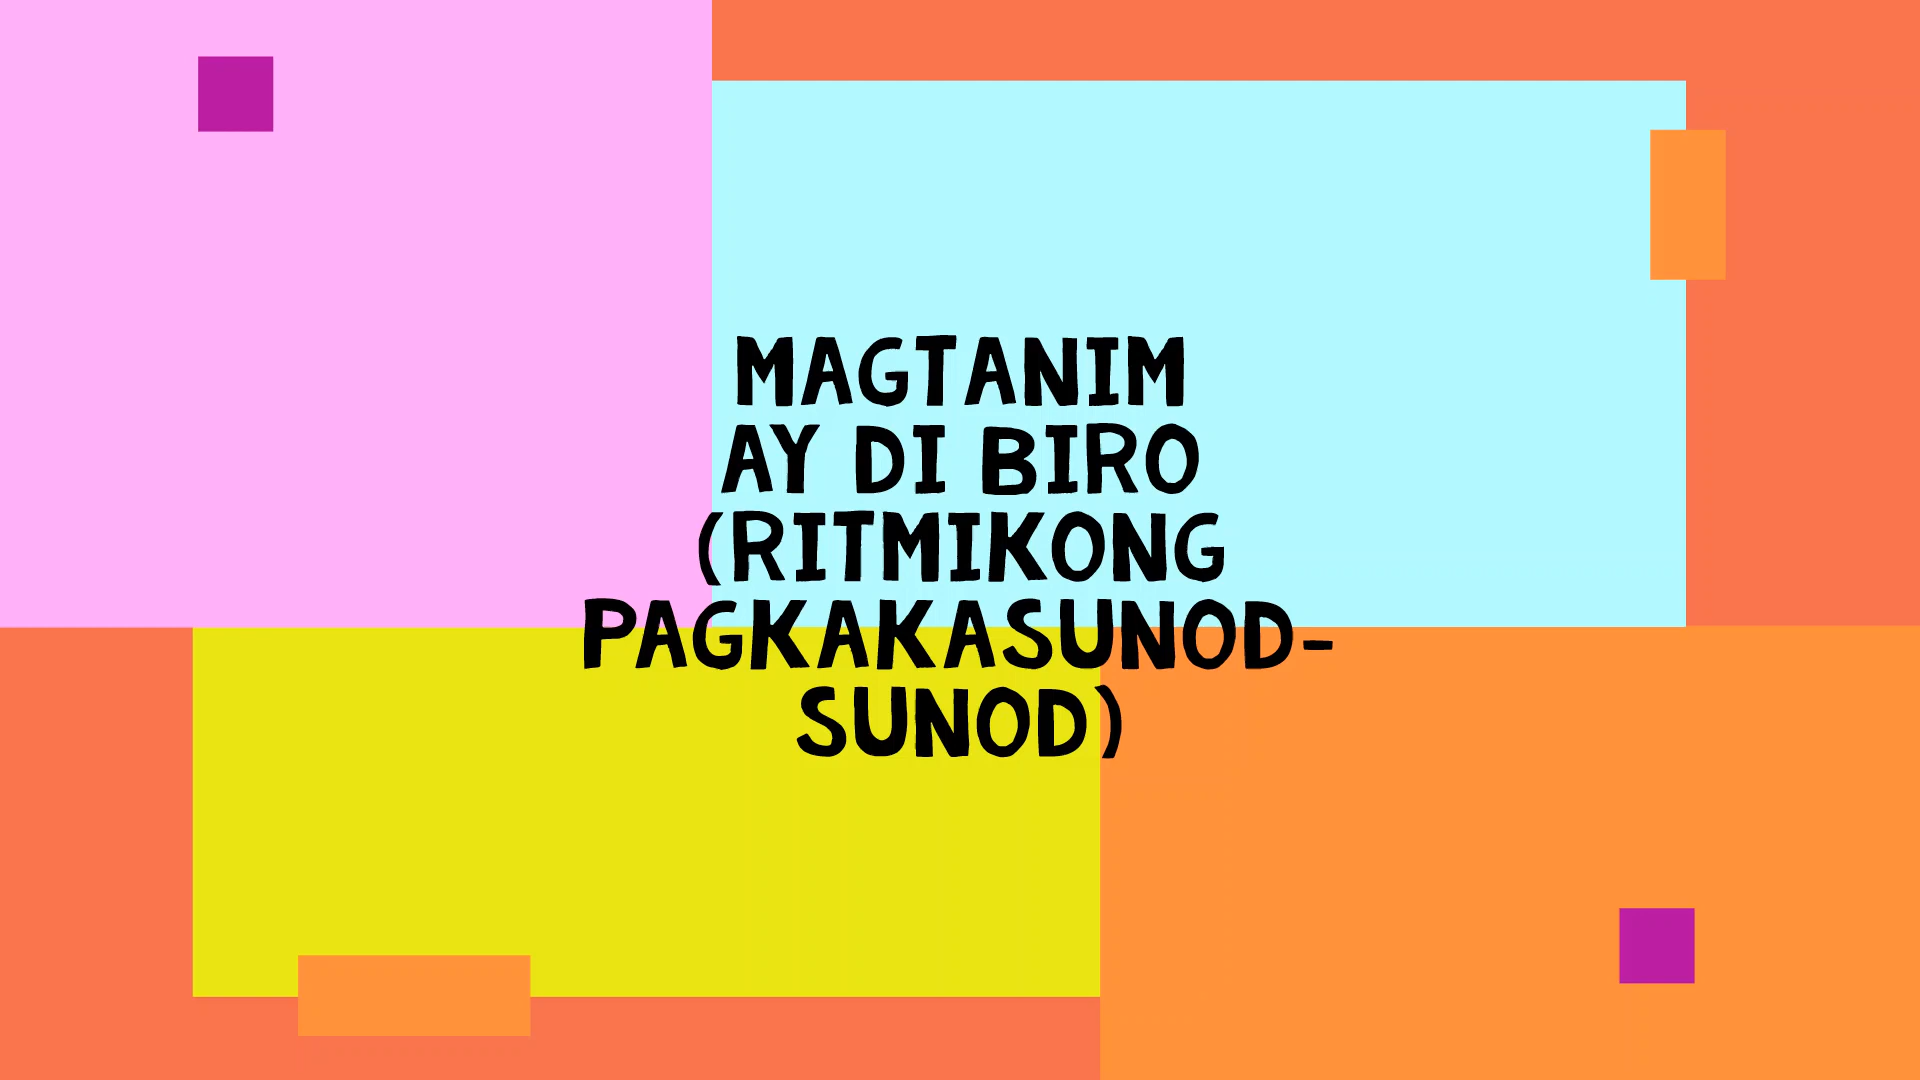 MAGTANIM
AY DI BIRO
(RITMIKONG
PAGKAKASUNOD-
SUNOD)